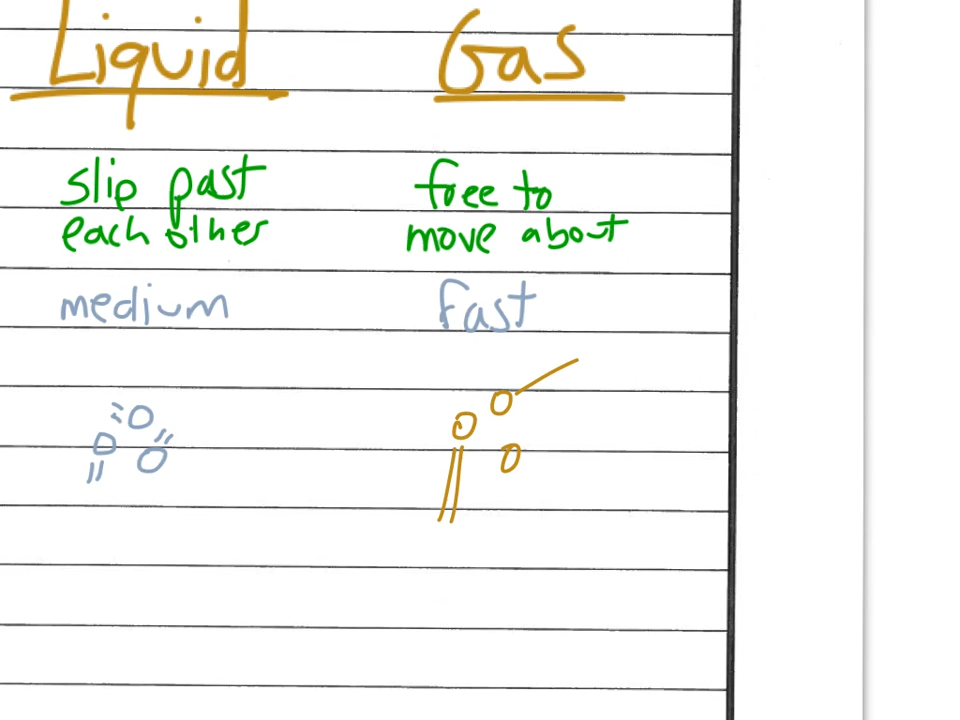 Liquid Gas
slip past free to
each other move about
medium fast